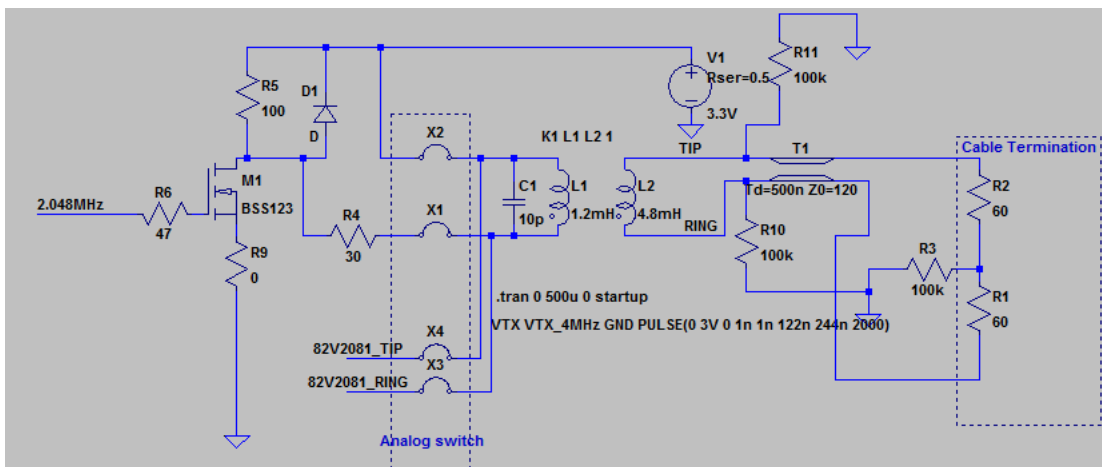 R11
100k
V1
Rser=0.5
3.3V
R5
100
D1
D
X2
K1 L1 L2 1
TIP
T1
Td=500n Z0=120
Cable Termination
M1
BSS123
C1
10p
L1
1.2mH
L2
4.8mH
R2
60
R6
47
2.048MHz
X1
R4
30
RING
R10
100k
R9
0
R3
100k
R1
60
.tran 0 500u 0 startup
VTX VTX_4MHz GND PULSE(0 3V 0 1n 1n 122n 244n 2000)
X4
82V2081_TIP
X3
82V2081_RING
Analog switch